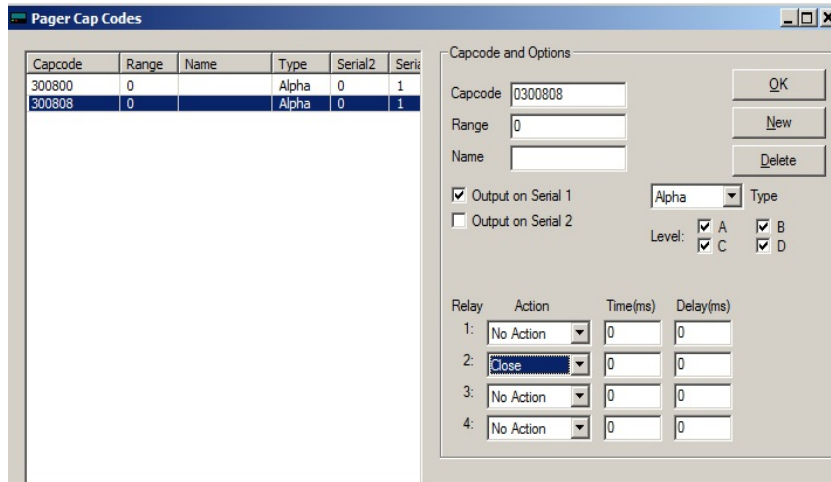 Pager Cap Codes
Capcode Range Name Type Serial2 Seria
300800 0 Alpha 0 1
300808 0 Alpha 0 1
Capcode and Options
Capcode 0300808
Range 0
Name
OK
New
Delete
Output on Serial 1
Output on Serial 2
Alpha Type
Level: A B
C D
Relay Action Time(ms) Delay(ms)
1: No Action 0 0
2: Close 0 0
3: No Action 0 0
4: No Action 0 0